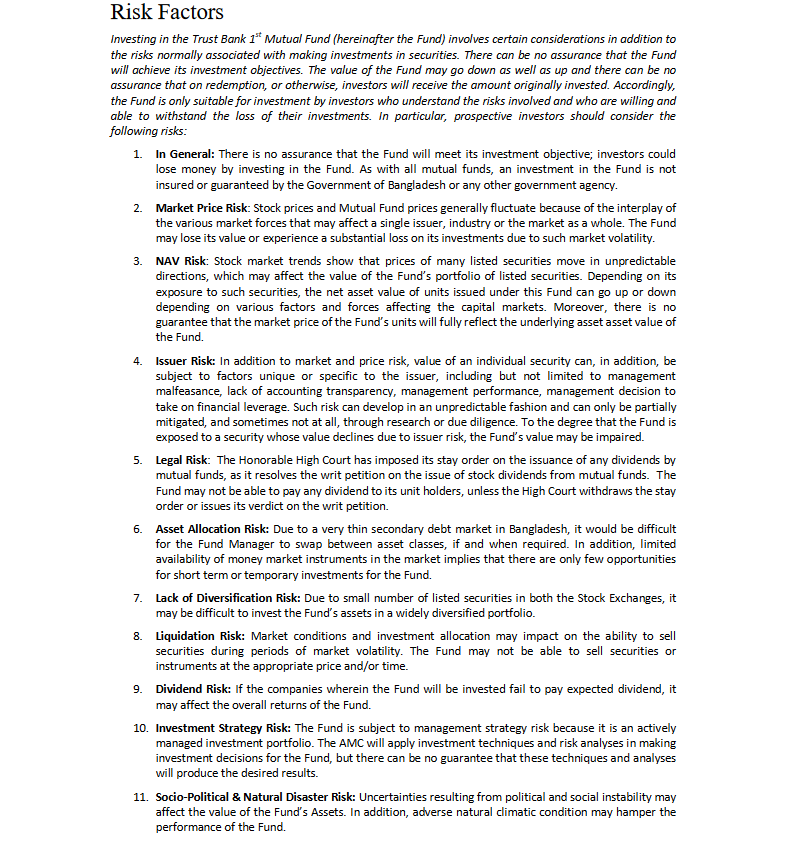 Risk Factors
Investing in the Trust Bank 1st Mutual Fund (hereinafter the Fund) involves certain considerations in addition to
the risks normally associated with making investments in securities. There can be no assurance that the Fund
will achieve its investment objectives. The value of the Fund may go down as well as up and there can be no
assurance that on redemption, or otherwise, investors will receive the amount originally invested. Accordingly,
the Fund is only suitable for investment by investors who understand the risks involved and who are willing and
able to withstand the loss of their investments. In particular, prospective investors should consider the
following risks:
1. In General: There is no assurance that the Fund will meet its investment objective; investors could
lose money by investing in the Fund. As with all mutual funds, an investment in the Fund is not
insured or guaranteed by the Government of Bangladesh or any other government agency.
2. Market Price Risk: Stock prices and Mutual Fund prices generally fluctuate because of the interplay of
the various market forces that may affect a single issuer, industry or the market as a whole. The Fund
may lose its value or experience a substantial loss on its investments due to such market volatility.
3. NAV Risk: Stock market trends show that prices of many listed securities move in unpredictable
directions, which may affect the value of the Fund's portfolio of listed securities. Depending on its
exposure to such securities, the net asset value of units issued under this Fund can go up or down
depending on various factors and forces affecting the capital markets. Moreover, there is no
guarantee that the market price of the Fund's units will fully reflect the underlying asset asset value of
the Fund.
4. Issuer Risk: In addition to market and price risk, value of an individual security can, in addition, be
subject to factors unique or specific to the issuer, including but not limited to management
malfeasance, lack of accounting transparency, management performance, management decision to
take on financial leverage. Such risk can develop in an unpredictable fashion and can only be partially
mitigated, and sometimes not at all, through research or due diligence. To the degree that the Fund is
exposed to a security whose value declines due to issuer risk, the Fund's value may be impaired.
5. Legal Risk: The Honorable High Court has imposed its stay order on the issuance of any dividends by
mutual funds, as it resolves the writ petition on the issue of stock dividends from mutual funds. The
Fund may not be able to pay any dividend to its unit holders, unless the High Court withdraws the stay
order or issues its verdict on the writ petition.
6. Asset Allocation Risk: Due to a very thin secondary debt market in Bangladesh, it would be difficult
for the Fund Manager to swap between asset classes, if and when required. In addition, limited
availability of money market instruments in the market implies that there are only few opportunities
for short term or temporary investments for the Fund.
7. Lack of Diversification Risk: Due to small number of listed securities in both the Stock Exchanges, it
may be difficult to invest the Fund's assets in a widely diversified portfolio.
8. Liquidation Risk: Market conditions and investment allocation may impact on the ability to sell
securities during periods of market volatility. The Fund may not be able to sell securities or
instruments at the appropriate price and/or time.
9. Dividend Risk: If the companies wherein the Fund will be invested fail to pay expected dividend, it
may affect the overall returns of the Fund.
10. Investment Strategy Risk: The Fund is subject to management strategy risk because it is an actively
managed investment portfolio. The AMC will apply investment techniques and risk analyses in making
investment decisions for the Fund, but there can be no guarantee that these techniques and analyses
will produce the desired results.
11. Socio-Political & Natural Disaster Risk: Uncertainties resulting from political and social instability may
affect the value of the Fund's Assets. In addition, adverse natural climatic condition may hamper the
performance of the Fund.